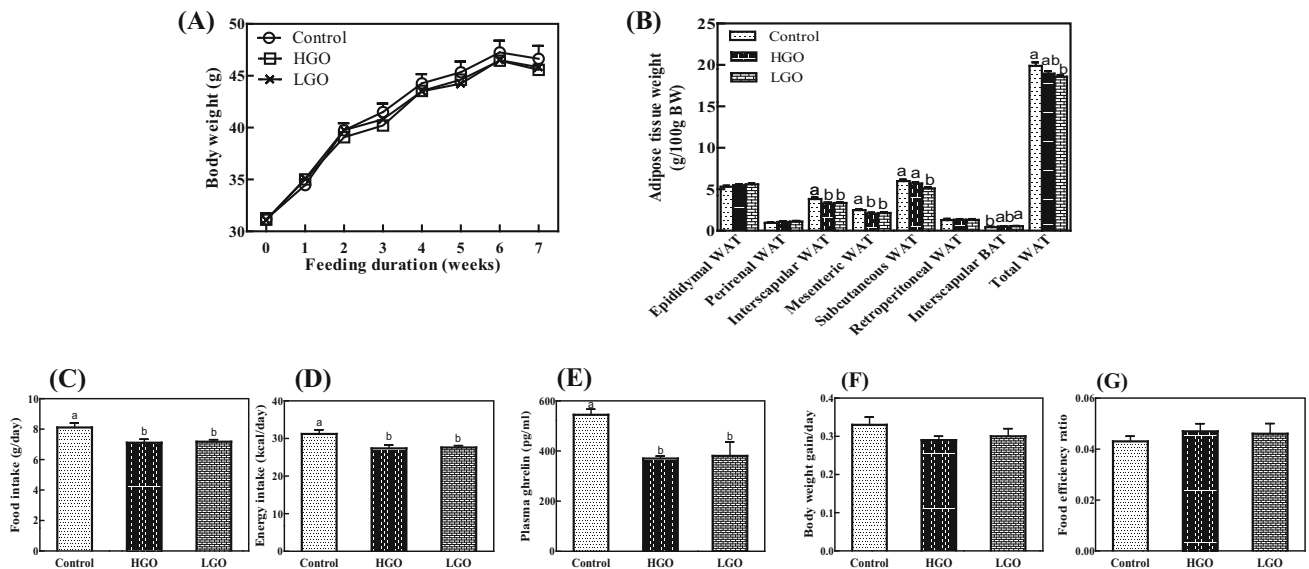 (A)
Body weight (g)
50
45
40
35
30
Control
HGO
LGO
0 1 2 3 4 5 6 7
Feeding duration (weeks)
(B)
Adipose tissue weight
(g/100g BW)
25
20
15
10
5
0
Control
HGO
LGO
a b b
a b b
a a b
b ab a
a ab b
Epididymal WAT
Perirenal WAT
Interscapular WAT
Mesenteric WAT
Subcutaneous WAT
Retroperitoneal WAT
Interscapular BAT
Total WAT
(C)
Food intake (g/day)
10
8
6
4
2
0
a b b
Control HGO LGO
(D)
Energy intake (kcal/day)
40
30
20
10
0
a b b
Control HGO LGO
(E)
Plasma ghrelin (pg/ml)
600
400
200
0
a b b
Control HGO LGO
(F)
Body weight gain/day
0.4
0.3
0.2
0.1
0.0
Control HGO LGO
(G)
Food efficiency ratio
0.06
0.04
0.02
0.00
Control HGO LGO